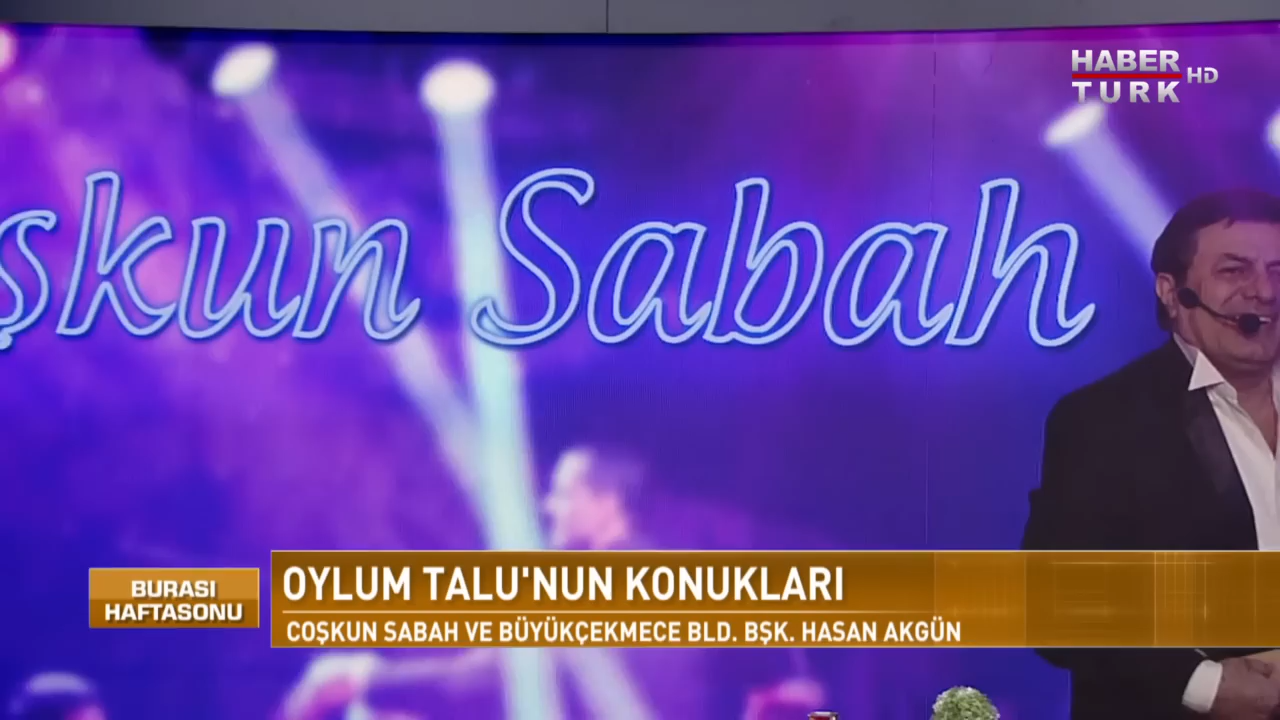 HABER
TURK HD
şkun Sabah
BURASI
HAFTASONU
OYLUM TALU'NUN KONUKLARI
COŞKUN SABAH VE BÜYÜKÇEKMECE BLD. BŞK. HASAN AKGÜN